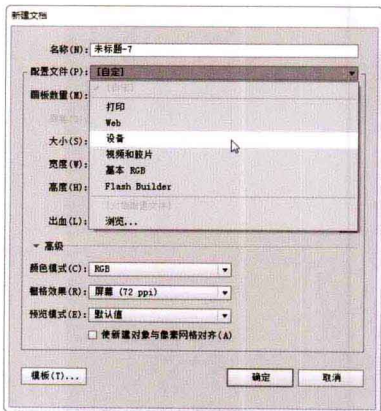 新建文档
名称(N): 未标题-7
配置文件(P): [自定]
画板数量(M):
✓ [自定]
打印
Web
大小(S): 设备
宽度(W): 视频和胶片
基本 RGB
高度(H): Flash Builder
出血(L): 浏览...
高级
颜色模式(C): RGB
栅格效果(R): 屏幕 (72 ppi)
预览模式(E): 默认值
使新建对象与像素网格对齐(A)
模板(T)... 确定 取消